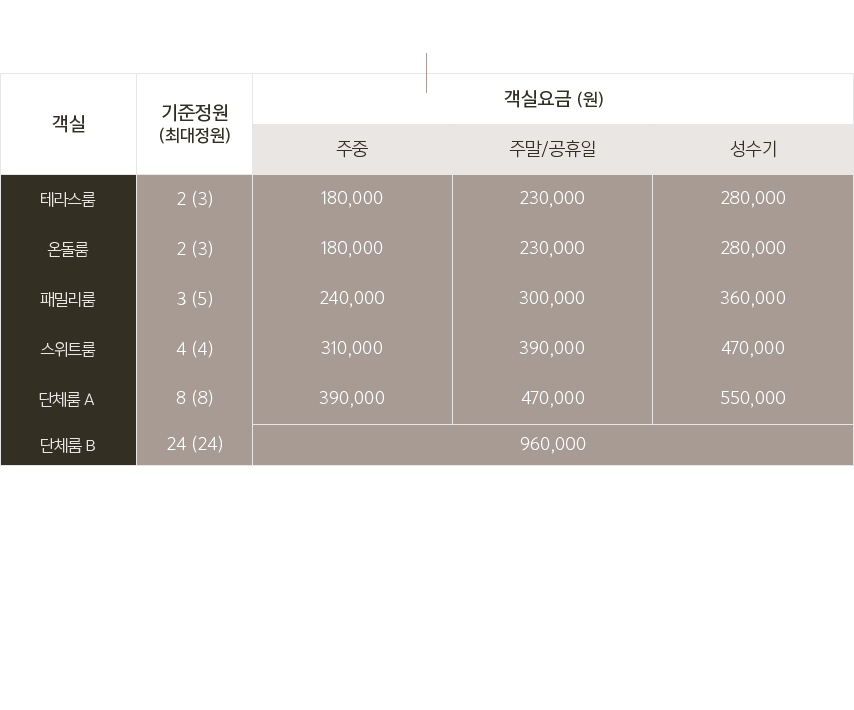 객실
기준정원
(최대정원)
객실요금 (원)
주중 주말/공휴일 성수기
테라스룸 2 (3) 180,000 230,000 280,000
온돌룸 2 (3) 180,000 230,000 280,000
패밀리룸 3 (5) 240,000 300,000 360,000
스위트룸 4 (4) 310,000 390,000 470,000
단체룸 A 8 (8) 390,000 470,000 550,000
단체룸 B 24 (24) 960,000